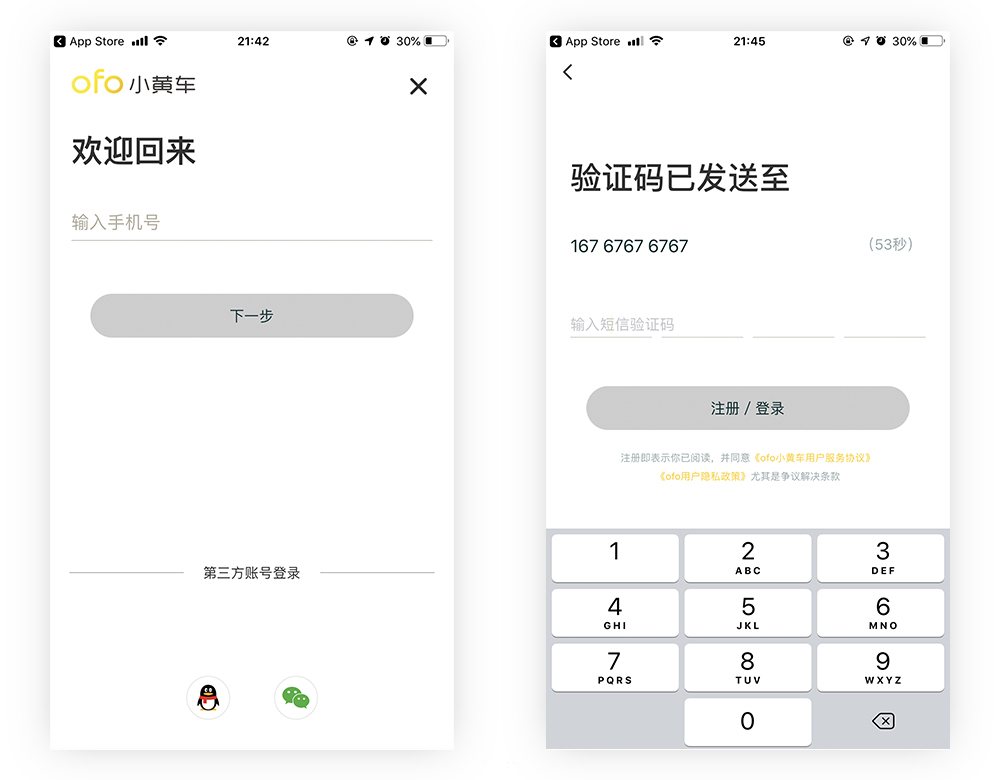 App Store 21:42 30%
ofo小黄车
欢迎回来
输入手机号
下一步
第三方账号登录
App Store 21:45 30%
验证码已发送至
167 6767 6767 (53秒)
输入短信验证码
注册 / 登录
注册即表示你已阅读，并同意《ofo小黄车用户服务协议》
《ofo用户隐私政策》尤其是争议解决条款
1 2 3
ABC DEF
4 5 6
GHI JKL MNO
7 8 9
PQRS TUV WXYZ
0